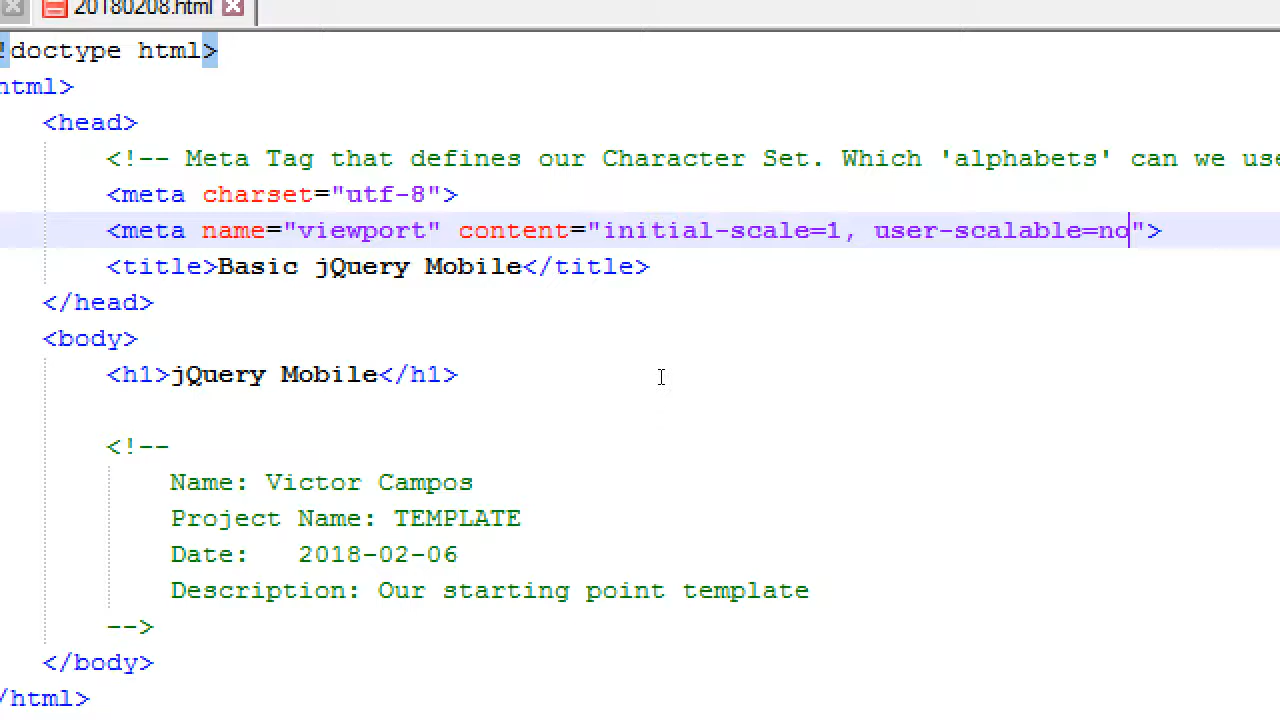 20180208.html
!doctype html>
html>
<head>
<!-- Meta Tag that defines our Character Set. Which 'alphabets' can we use
<meta charset="utf-8">
<meta name="viewport" content="initial-scale=1, user-scalable=no">
<title>Basic jQuery Mobile</title>
</head>
<body>
<h1>jQuery Mobile</h1>
<!--
Name: Victor Campos
Project Name: TEMPLATE
Date: 2018-02-06
Description: Our starting point template
-->
</body>
/html>